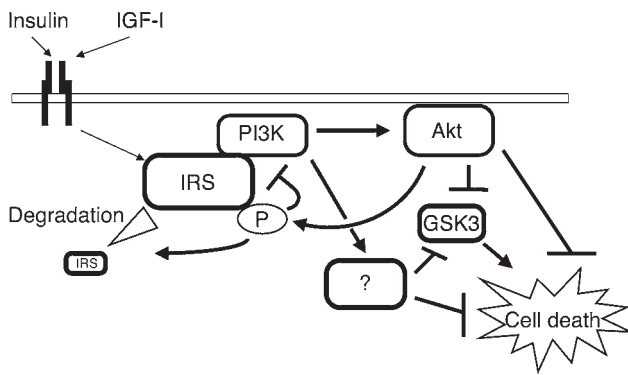 Insulin
IGF-I
PI3K
Akt
IRS
Degradation
P
GSK3
IRS
?
Cell death